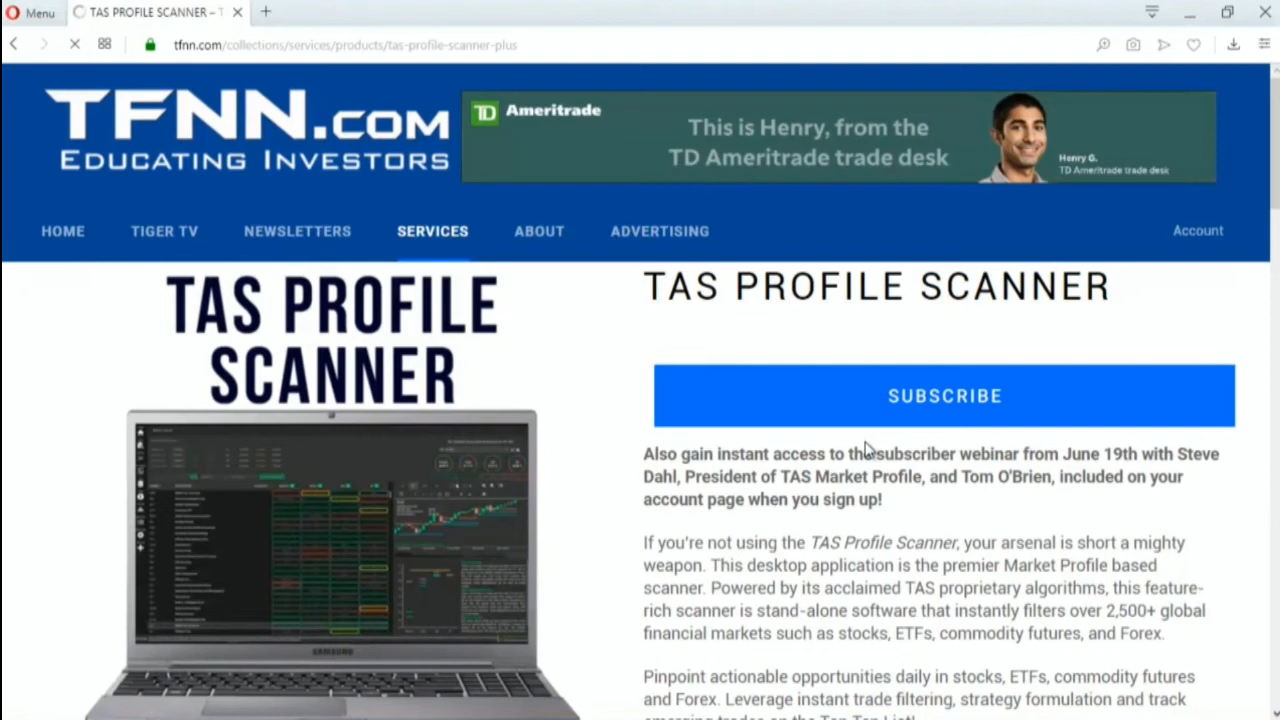 Menu
TAS PROFILE SCANNER – T
tfnn.com/collections/services/products/tas-profile-scanner-plus
TFNN.COM
EDUCATING INVESTORS
TD Ameritrade
This is Henry, from the
TD Ameritrade trade desk
Henry G.
TD Ameritrade trade desk
HOME TIGER TV NEWSLETTERS SERVICES ABOUT ADVERTISING Account
TAS PROFILE
SCANNER
SAMSUNG
TAS PROFILE SCANNER
SUBSCRIBE
Also gain instant access to the subscriber webinar from June 19th with Steve
Dahl, President of TAS Market Profile, and Tom O'Brien, included on your
account page when you sign up!
If you're not using the TAS Profile Scanner, your arsenal is short a mighty
weapon. This desktop application is the premier Market Profile based
scanner. Powered by its acclaimed TAS proprietary algorithms, this feature-
rich scanner is stand-alone software that instantly filters over 2,500+ global
financial markets such as stocks, ETFs, commodity futures, and Forex.
Pinpoint actionable opportunities daily in stocks, ETFs, commodity futures
and Forex. Leverage instant trade filtering, strategy formulation and track
emerging trades on the Top Ten List!